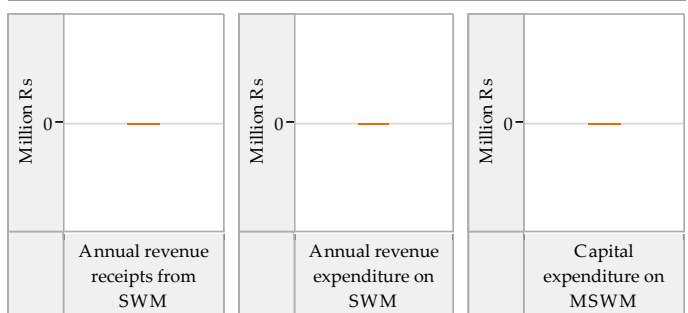 Million Rs
0
Annual revenue
receipts from
SWM
Million Rs
0
Annual revenue
expenditure on
SWM
Million Rs
0
Capital
expenditure on
MSWM